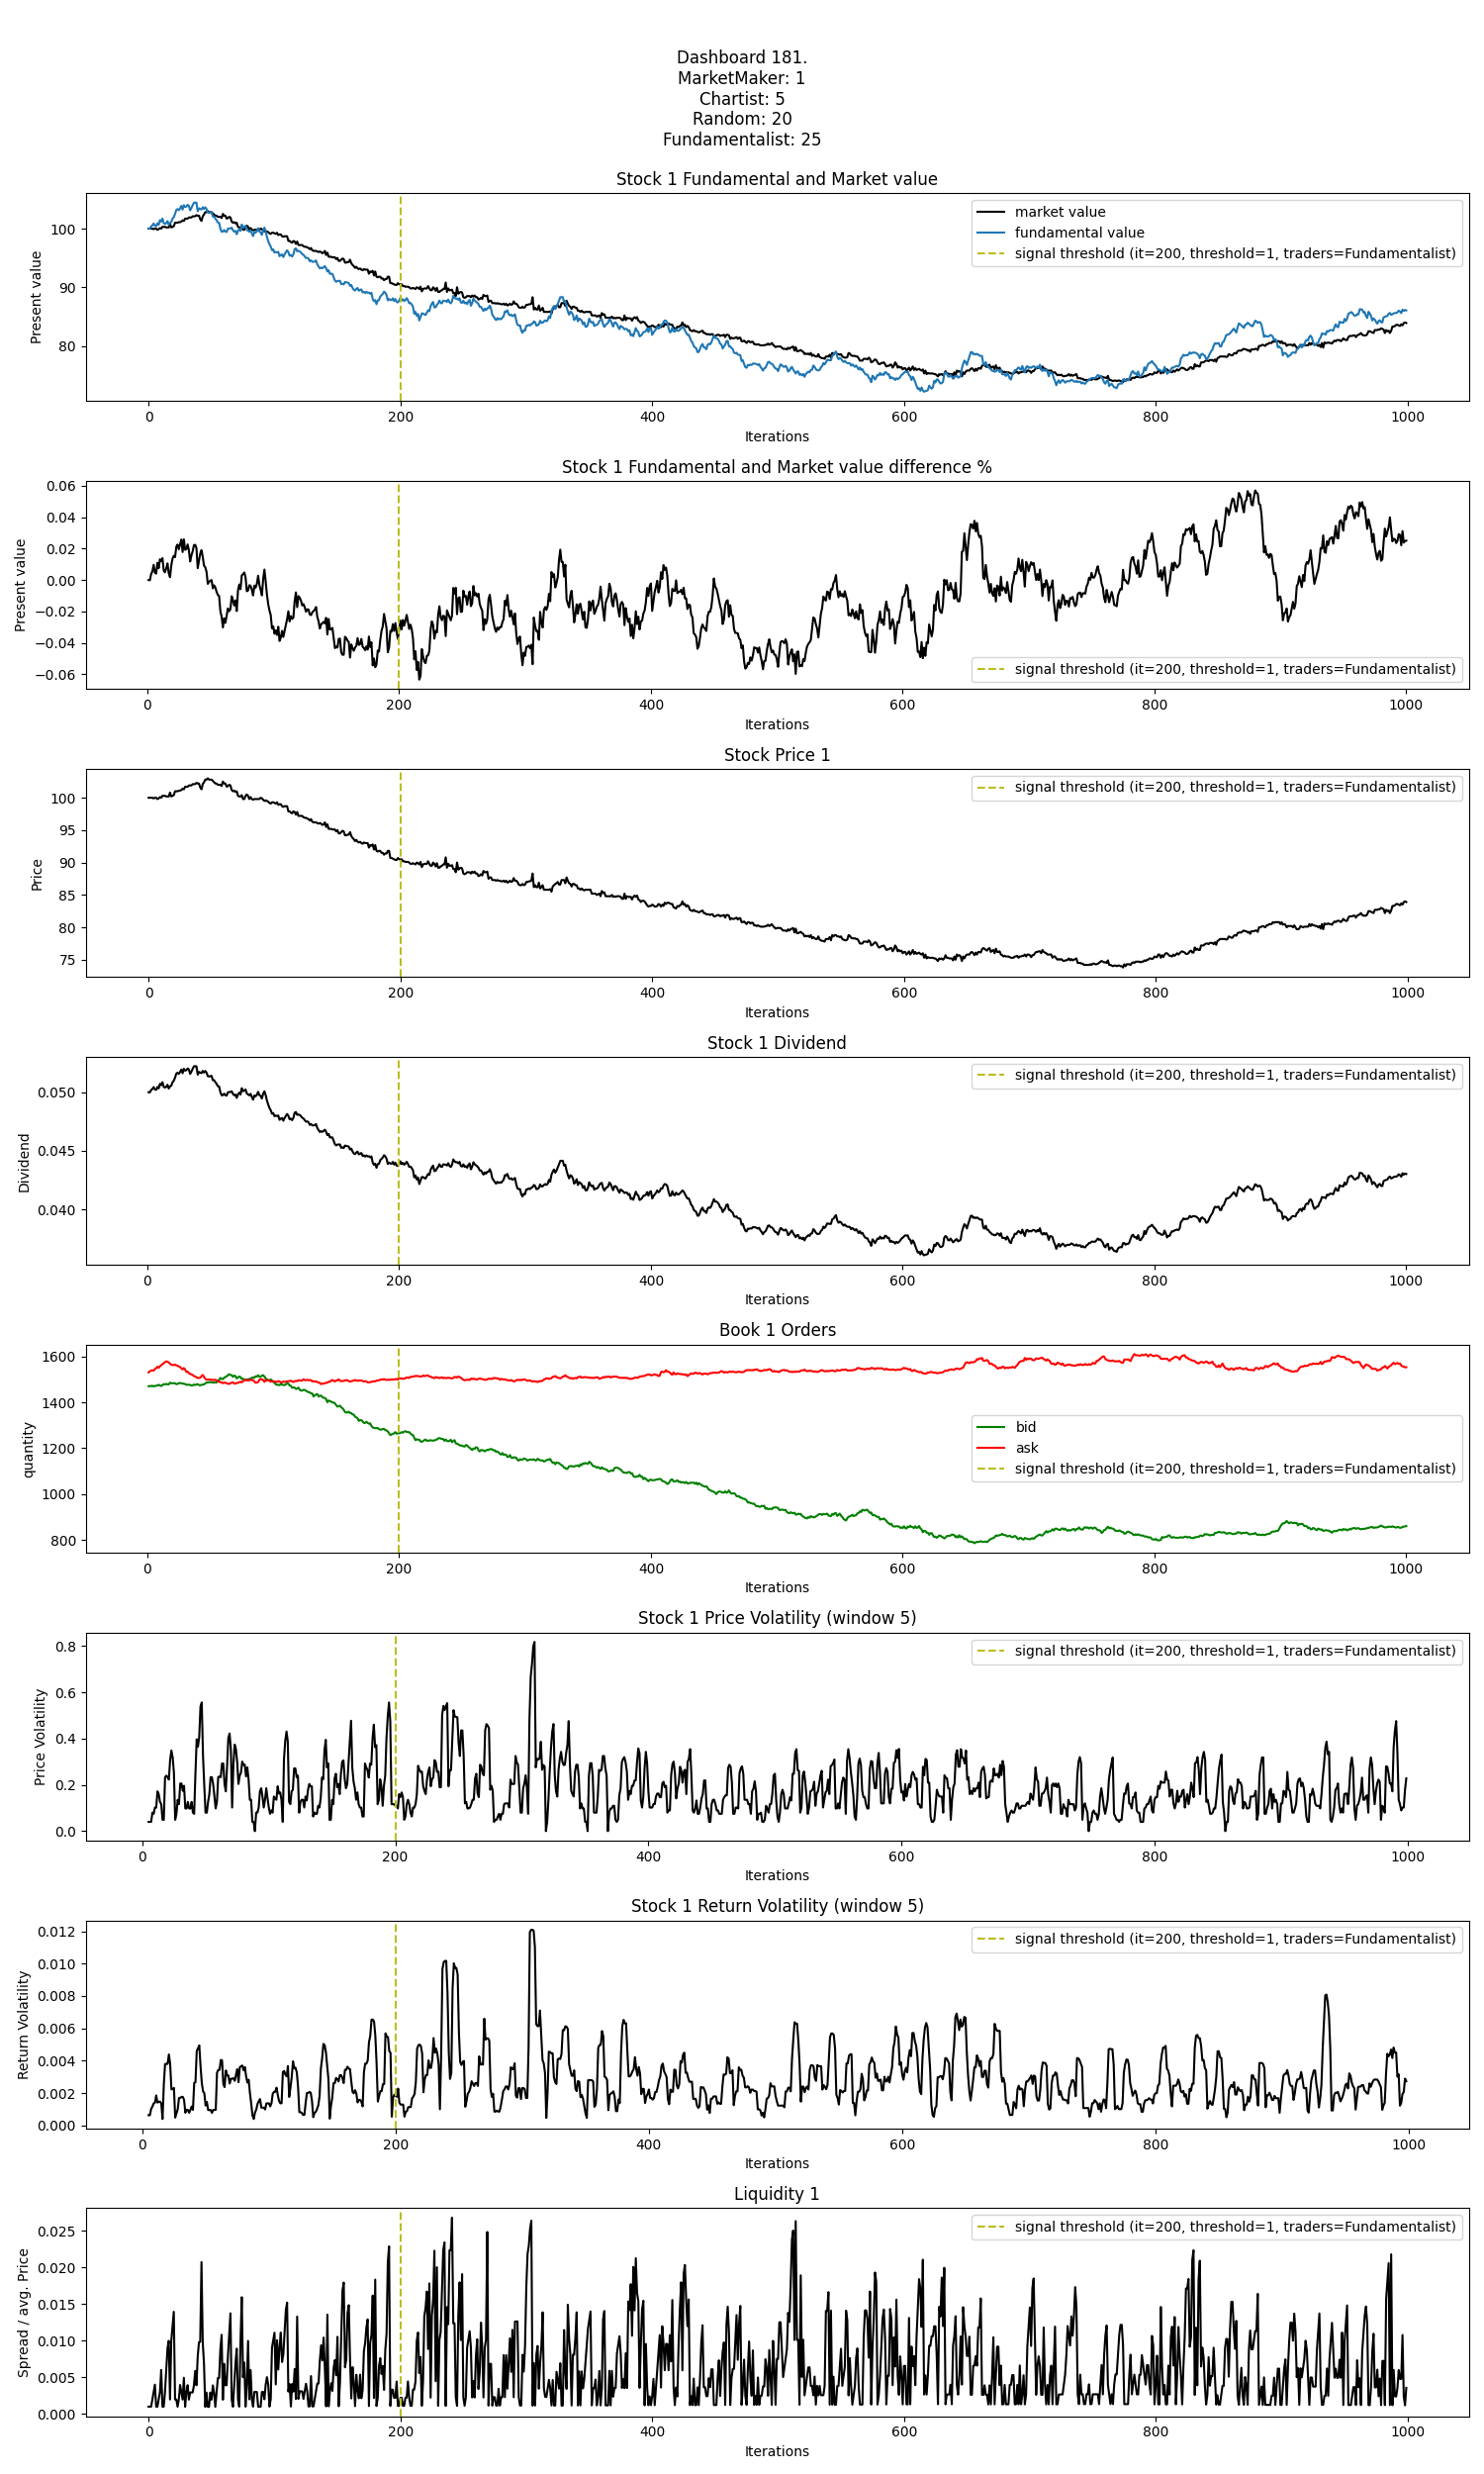 Dashboard 181.
MarketMaker: 1
Chartist: 5
Random: 20
Fundamentalist: 25
Stock 1 Fundamental and Market value
market value
fundamental value
signal threshold (it=200, threshold=1, traders=Fundamentalist)
Present value
100
90
80
0 200 400 600 800 1000
Iterations
Stock 1 Fundamental and Market value difference %
Present value
0.06
0.04
0.02
0.00
−0.02
−0.04
−0.06
signal threshold (it=200, threshold=1, traders=Fundamentalist)
0 200 400 600 800 1000
Iterations
Stock Price 1
signal threshold (it=200, threshold=1, traders=Fundamentalist)
Price
100
95
90
85
80
75
0 200 400 600 800 1000
Iterations
Stock 1 Dividend
signal threshold (it=200, threshold=1, traders=Fundamentalist)
Dividend
0.050
0.045
0.040
0 200 400 600 800 1000
Iterations
Book 1 Orders
quantity
1600
1400
1200
1000
800
bid
ask
signal threshold (it=200, threshold=1, traders=Fundamentalist)
0 200 400 600 800 1000
Iterations
Stock 1 Price Volatility (window 5)
signal threshold (it=200, threshold=1, traders=Fundamentalist)
Price Volatility
0.8
0.6
0.4
0.2
0.0
0 200 400 600 800 1000
Iterations
Stock 1 Return Volatility (window 5)
signal threshold (it=200, threshold=1, traders=Fundamentalist)
Return Volatility
0.012
0.010
0.008
0.006
0.004
0.002
0.000
0 200 400 600 800 1000
Iterations
Liquidity 1
signal threshold (it=200, threshold=1, traders=Fundamentalist)
Spread / avg. Price
0.025
0.020
0.015
0.010
0.005
0.000
0 200 400 600 800 1000
Iterations